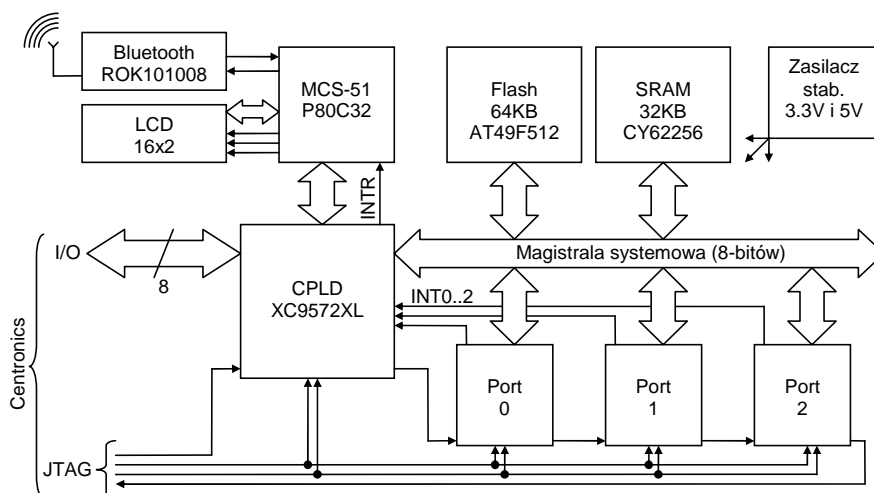 Bluetooth
ROK101008
MCS-51
P80C32
LCD
16x2
Flash
64KB
AT49F512
SRAM
32KB
CY62256
Zasilacz
stab.
3.3V i 5V
INTR
I/O
8
Magistrala systemowa (8-bitów)
CPLD
XC9572XL
INT0..2
Centronics
Port
0
Port
1
Port
2
JTAG